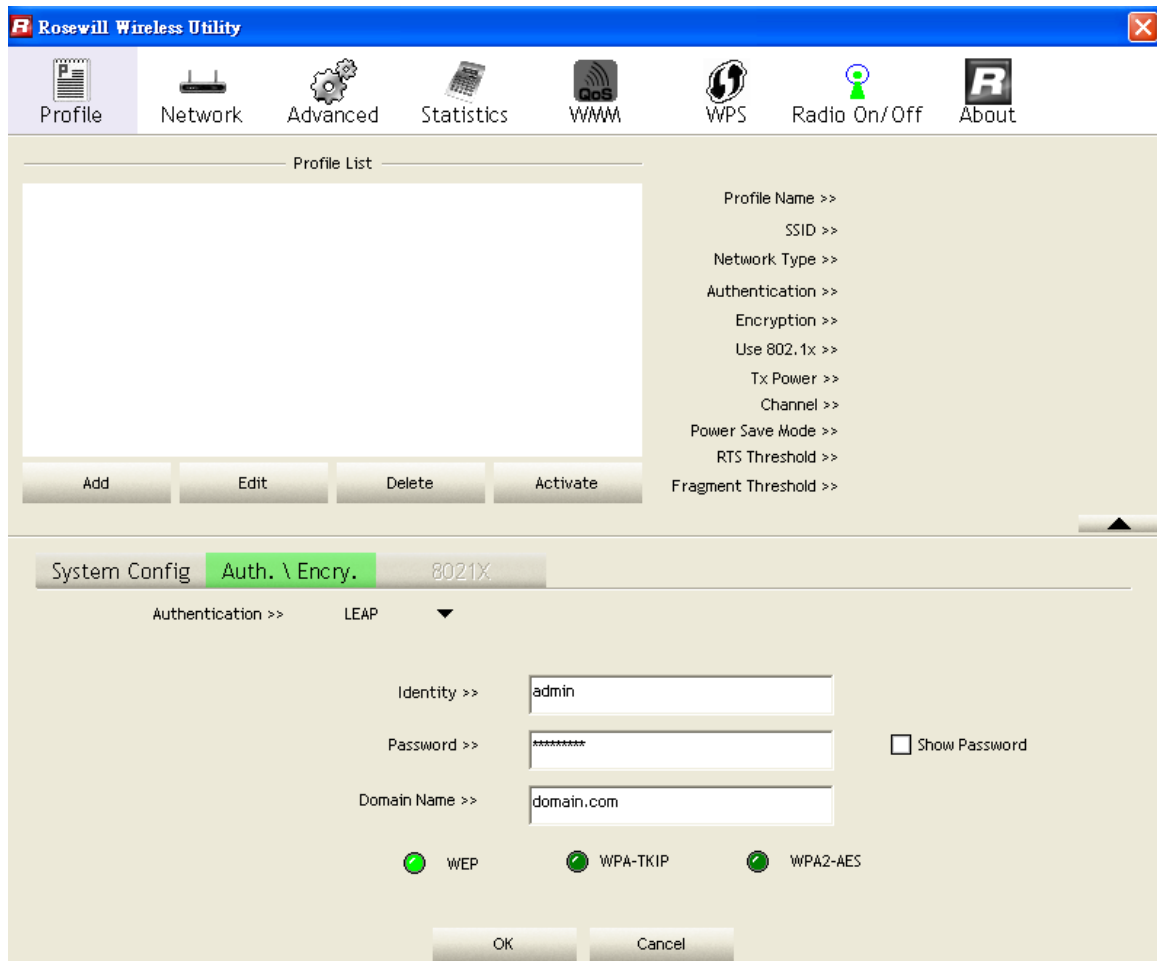 R Rosewill Wireless Utility
Profile Network Advanced Statistics QoS WMM WPS Radio On/Off R About
Profile List
Profile Name >>
SSID >>
Network Type >>
Authentication >>
Encryption >>
Use 802.1x >>
Tx Power >>
Channel >>
Power Save Mode >>
RTS Threshold >>
Fragment Threshold >>
Add Edit Delete Activate
System Config Auth. \ Encry. 8021X
Authentication >> LEAP
Identity >> admin
Password >> ********* Show Password
Domain Name >> domain.com
WEP WPA-TKIP WPA2-AES
OK Cancel